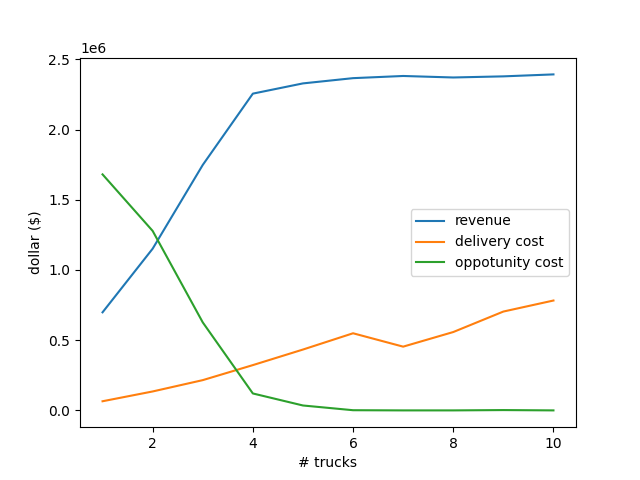 1e6
2.5
2.0
1.5
1.0
0.5
0.0
dollar ($)
revenue
delivery cost
oppotunity cost
2 4 6 8 10
# trucks